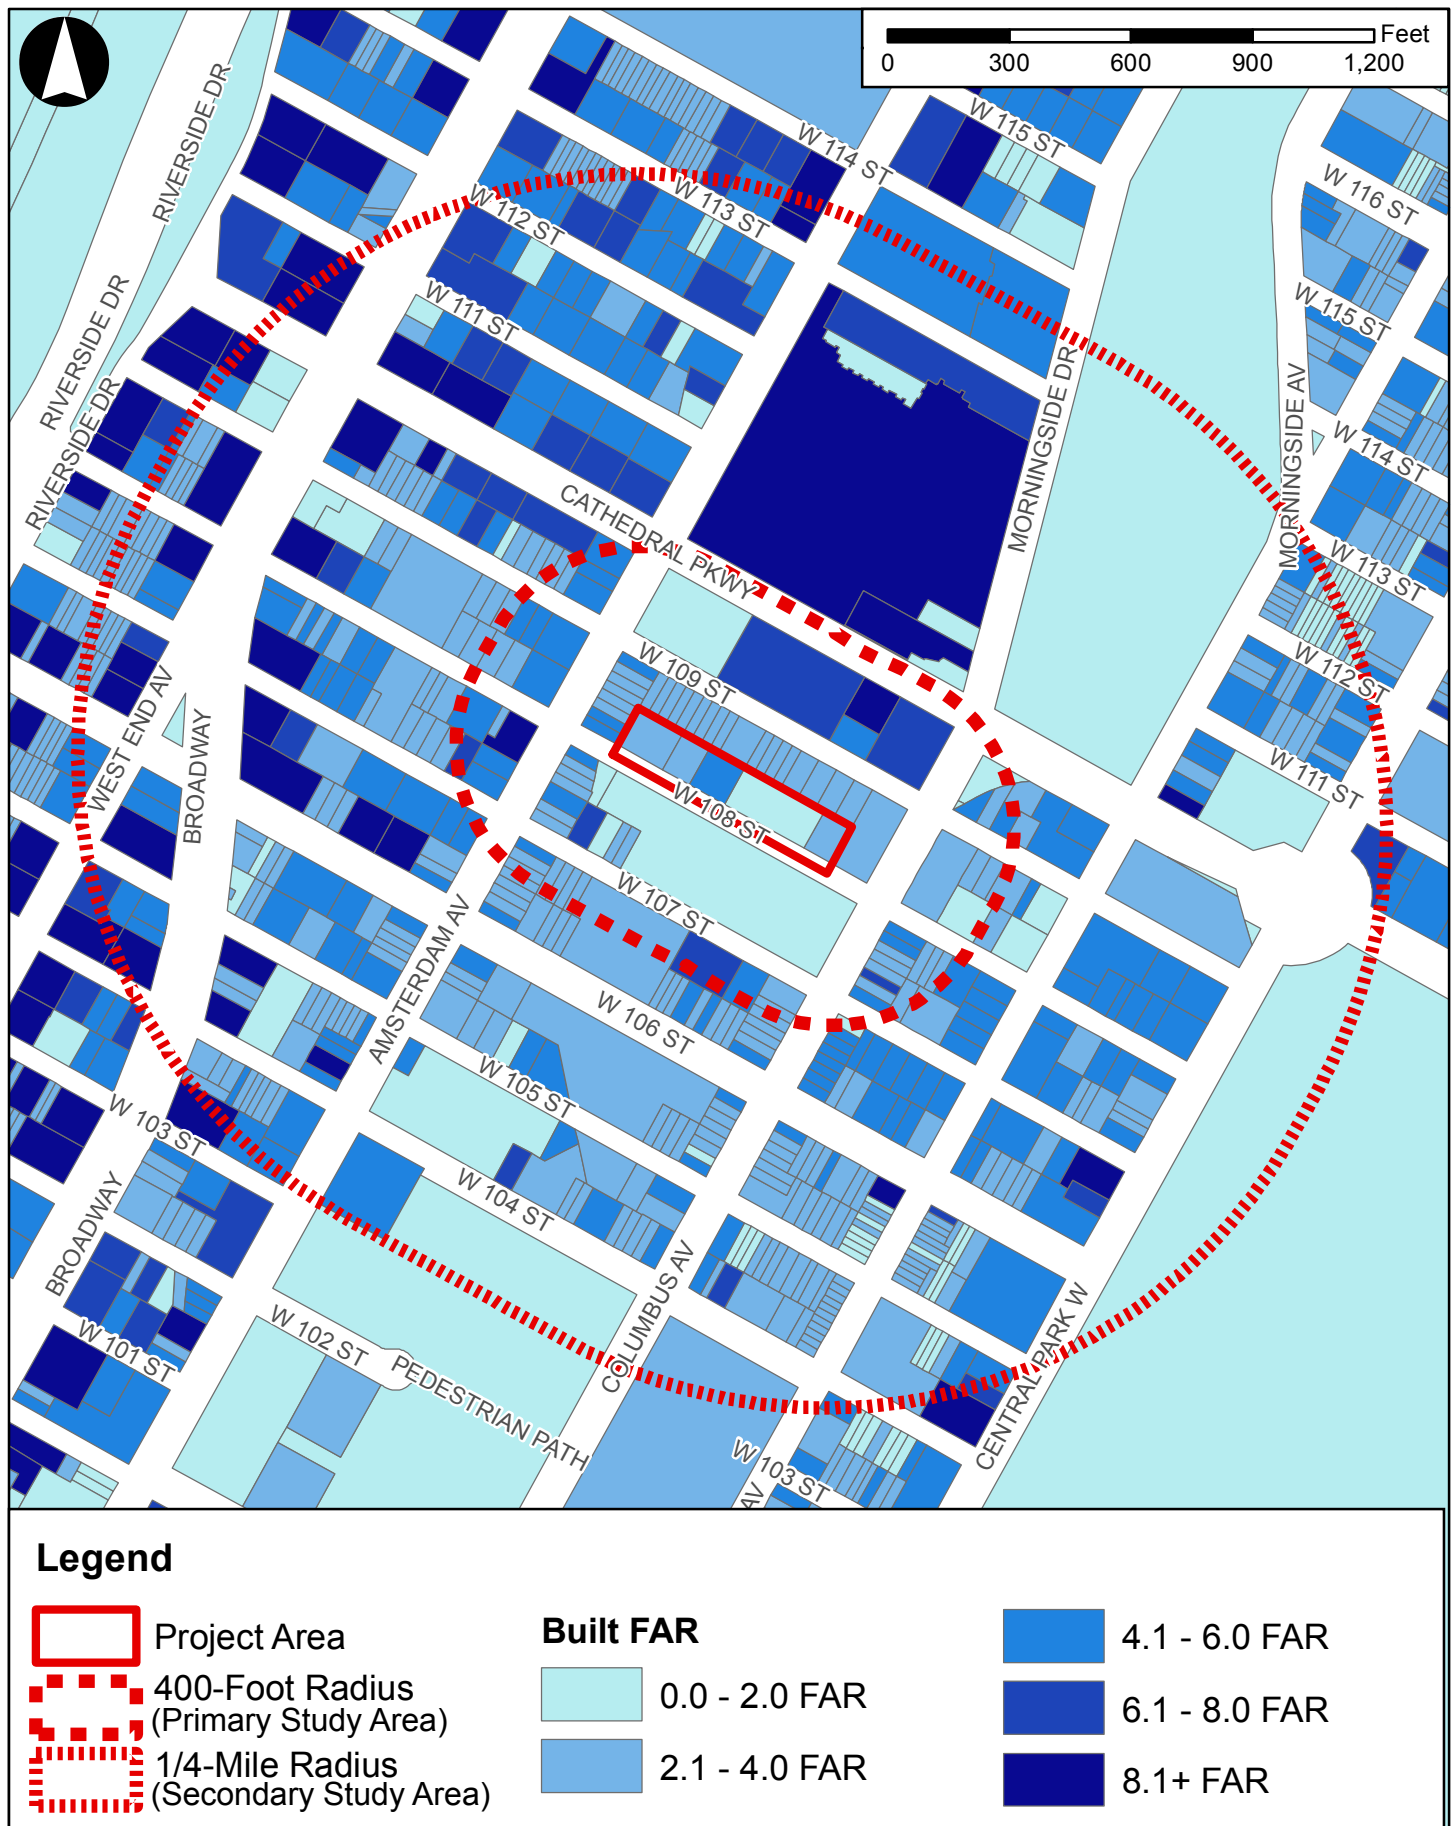 Feet
0 300 600 900 1,200
RIVERSIDE DR
W 115 ST
W 114 ST
W 116 ST
W 113 ST
W 112 ST
RIVERSIDE DR
W 111 ST
W 115 ST
RIVERSIDE DR
MORNINGSIDE DR
MORNINGSIDE AV
W 114 ST
CATHEDRAL PKWY
W 113 ST
W 109 ST
W 112 ST
WEST END AV
BROADWAY
W 111 ST
W 108 ST
W 107 ST
AMSTERDAM AV
W 106 ST
W 105 ST
W 103 ST
W 104 ST
BROADWAY
COLUMBUS AV
CENTRAL PARK W
W 101 ST
W 102 ST
PEDESTRIAN PATH
W 103 ST
AV
Legend
Project Area
400-Foot Radius
(Primary Study Area)
1/4-Mile Radius
(Secondary Study Area)
Built FAR
0.0 - 2.0 FAR
2.1 - 4.0 FAR
4.1 - 6.0 FAR
6.1 - 8.0 FAR
8.1+ FAR